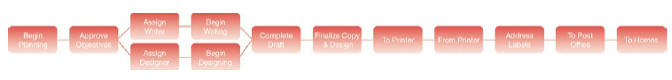 Begin
Planning
Approve
Objectives
Assign
Writer
Begin
Writing
Assign
Designer
Begin
Designing
Complete
Draft
Finalize Copy
& Design
To Printer
From Printer
Address
Labels
To Post
Office
To Homes